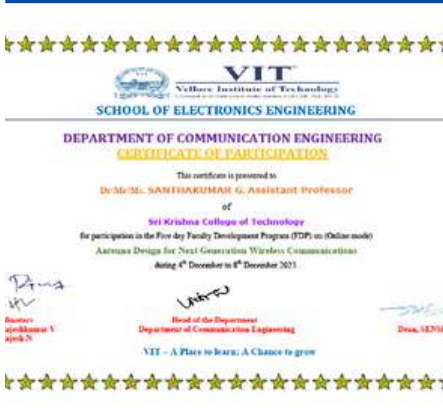 VIT
Vellore Institute of Technology
SCHOOL OF ELECTRONICS ENGINEERING
DEPARTMENT OF COMMUNICATION ENGINEERING
CERTIFICATE OF PARTICIPATION
This certificate is presented to
Dr/Mr/Ms. SANTHAKUMAR G, Assistant Professor
of
Sri Krishna College of Technology
for participation in the Five day Faculty Development Program (FDP) on (Online mode)
Antenna Design for Next Generation Wireless Communications
during 4th December to 8th December 2023
Head of the Department
Department of Communication Engineering
Dean, SENSE
VIT – A Place to learn; A Chance to grow